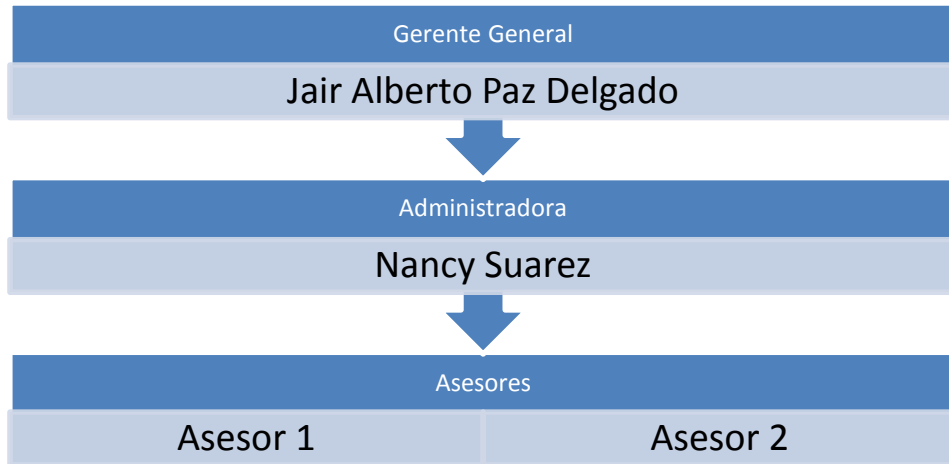 Gerente General
Jair Alberto Paz Delgado
Administradora
Nancy Suarez
Asesores
Asesor 1 Asesor 2